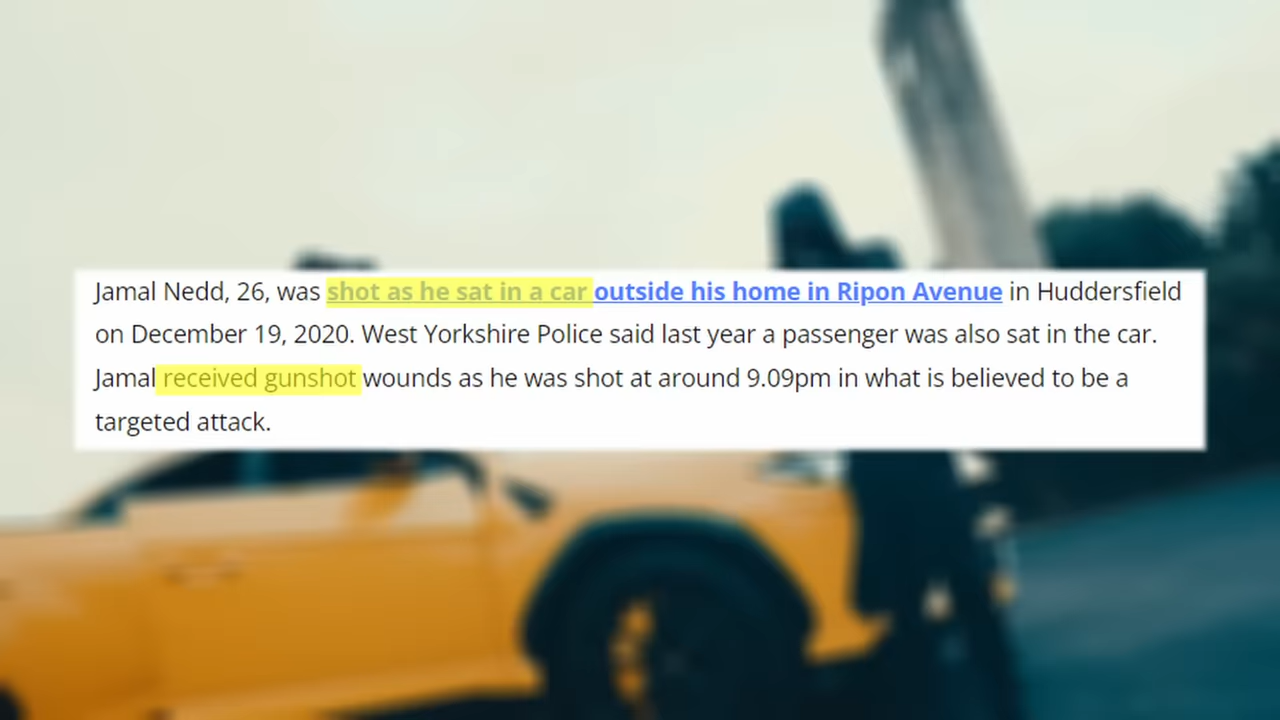 Jamal Nedd, 26, was shot as he sat in a car outside his home in Ripon Avenue in Huddersfield
on December 19, 2020. West Yorkshire Police said last year a passenger was also sat in the car.
Jamal received gunshot wounds as he was shot at around 9.09pm in what is believed to be a
targeted attack.